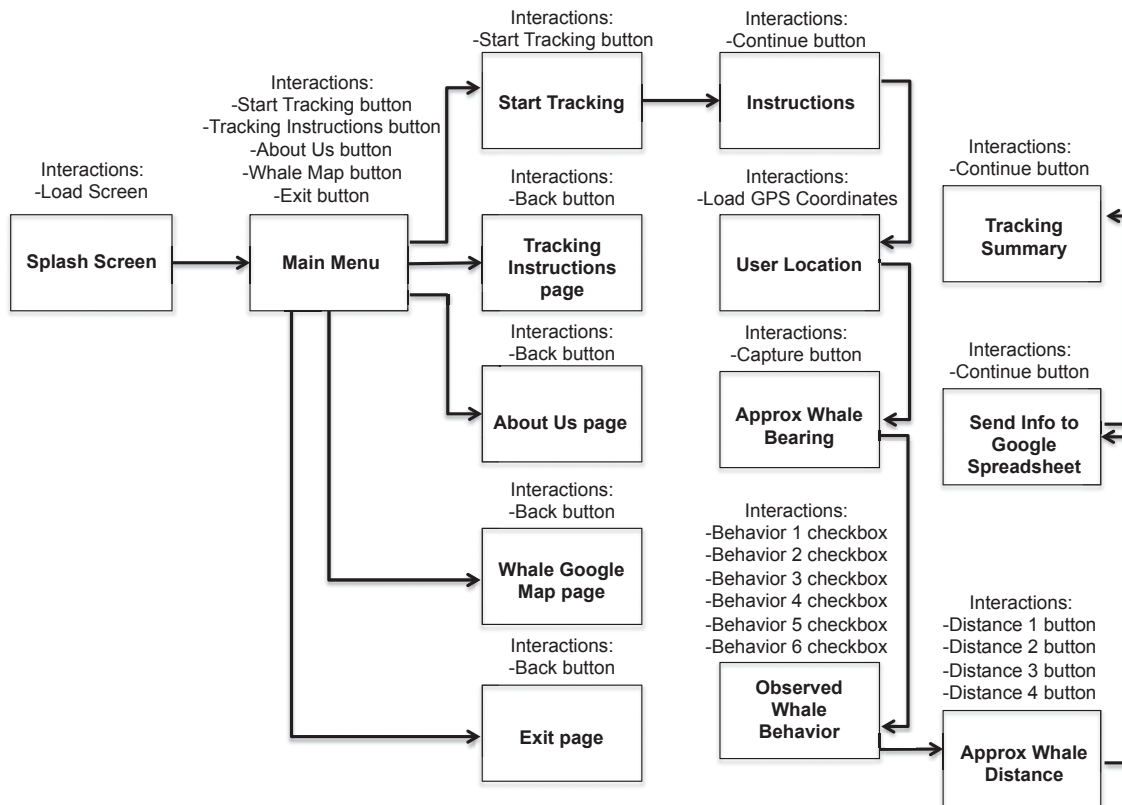 Interactions:
-Load Screen
Splash Screen
Interactions:
-Start Tracking button
-Tracking Instructions button
-About Us button
-Whale Map button
-Exit button
Main Menu
Interactions:
-Start Tracking button
Start Tracking
Interactions:
-Back button
Tracking
Instructions
page
Interactions:
-Back button
About Us page
Interactions:
-Back button
Whale Google
Map page
Interactions:
-Back button
Exit page
Interactions:
-Continue button
Instructions
Interactions:
-Load GPS Coordinates
User Location
Interactions:
-Capture button
Approx Whale
Bearing
Interactions:
-Behavior 1 checkbox
-Behavior 2 checkbox
-Behavior 3 checkbox
-Behavior 4 checkbox
-Behavior 5 checkbox
-Behavior 6 checkbox
Observed
Whale
Behavior
Interactions:
-Distance 1 button
-Distance 2 button
-Distance 3 button
-Distance 4 button
Approx Whale
Distance
Interactions:
-Continue button
Send Info to
Google
Spreadsheet
Interactions:
-Continue button
Tracking
Summary